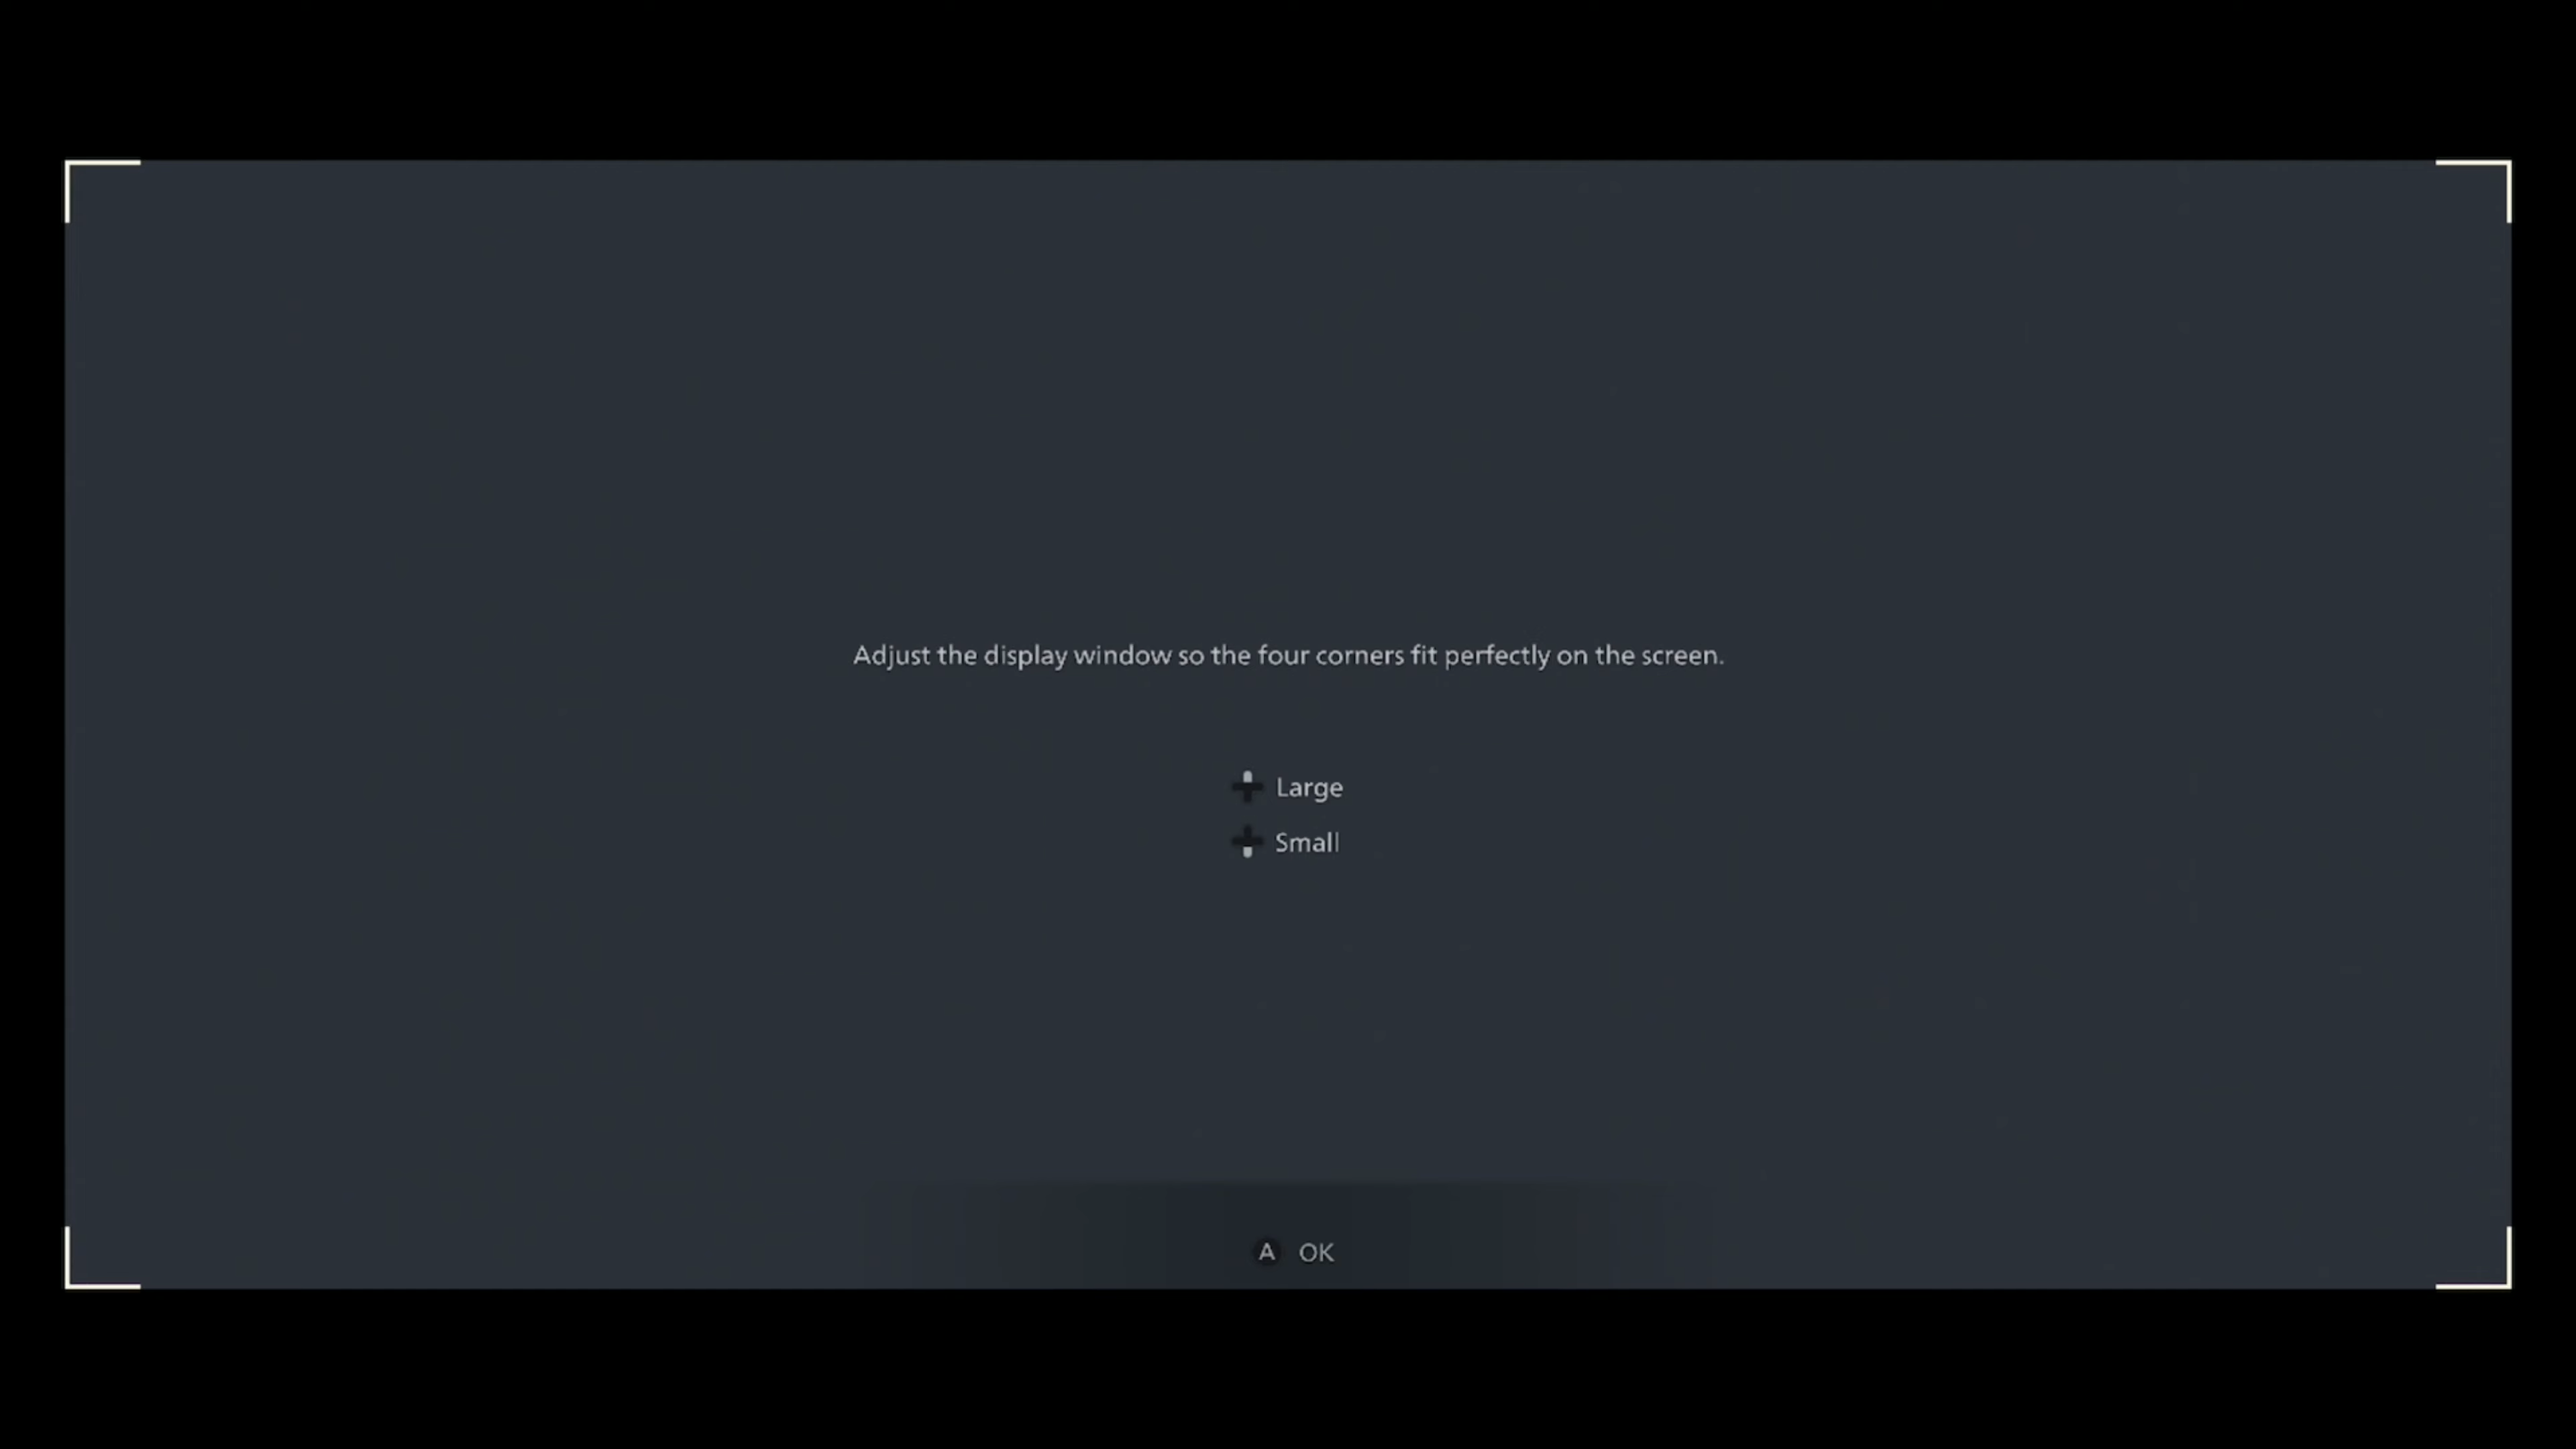 Adjust the display window so the four corners fit perfectly on the screen.
Large
Small
A OK